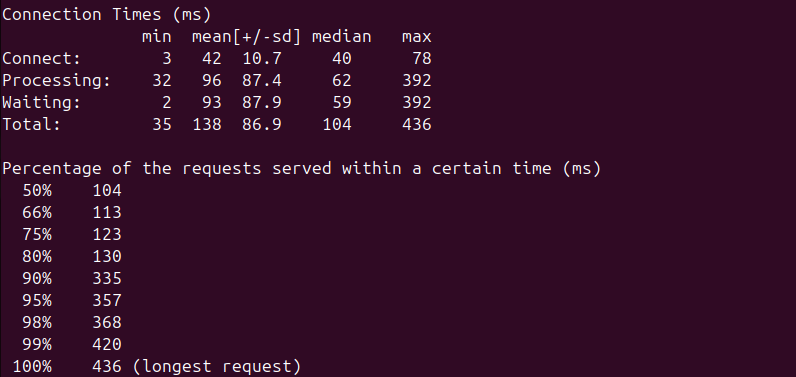 Connection Times (ms)
              min  mean[+/-sd] median   max
Connect:        3   42  10.7     40      78
Processing:    32   96  87.4     62     392
Waiting:        2   93  87.9     59     392
Total:         35  138  86.9    104     436

Percentage of the requests served within a certain time (ms)
  50%    104
  66%    113
  75%    123
  80%    130
  90%    335
  95%    357
  98%    368
  99%    420
 100%    436 (longest request)